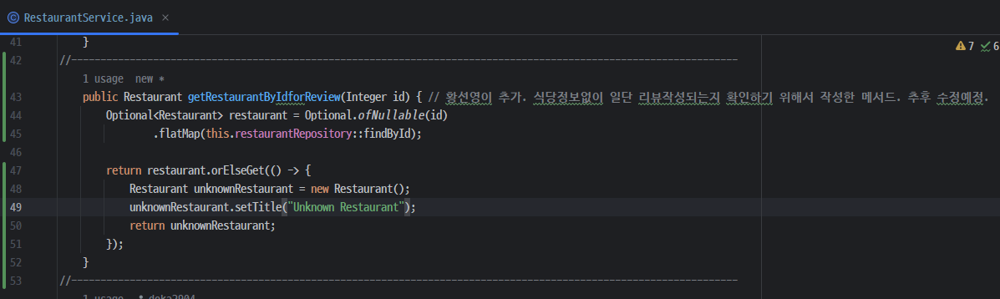 RestaurantService.java
7 6
41 }
42 //------------------------------------------------------------------------------------------------------------------
1 usage new *
43 public Restaurant getRestaurantByIdforReview(Integer id) { // 황선영이 추가. 식당정보없이 일단 리뷰작성되는지 확인하기 위해서 작성한 메서드. 추후 수정예정.
44 Optional<Restaurant> restaurant = Optional.ofNullable(id)
45 .flatMap(this.restaurantRepository::findById);
46
47 return restaurant.orElseGet(() -> {
48 Restaurant unknownRestaurant = new Restaurant();
49 unknownRestaurant.setTitle("Unknown Restaurant");
50 return unknownRestaurant;
51 });
52 }
53 //------------------------------------------------------------------------------------------------------------------
1 usage